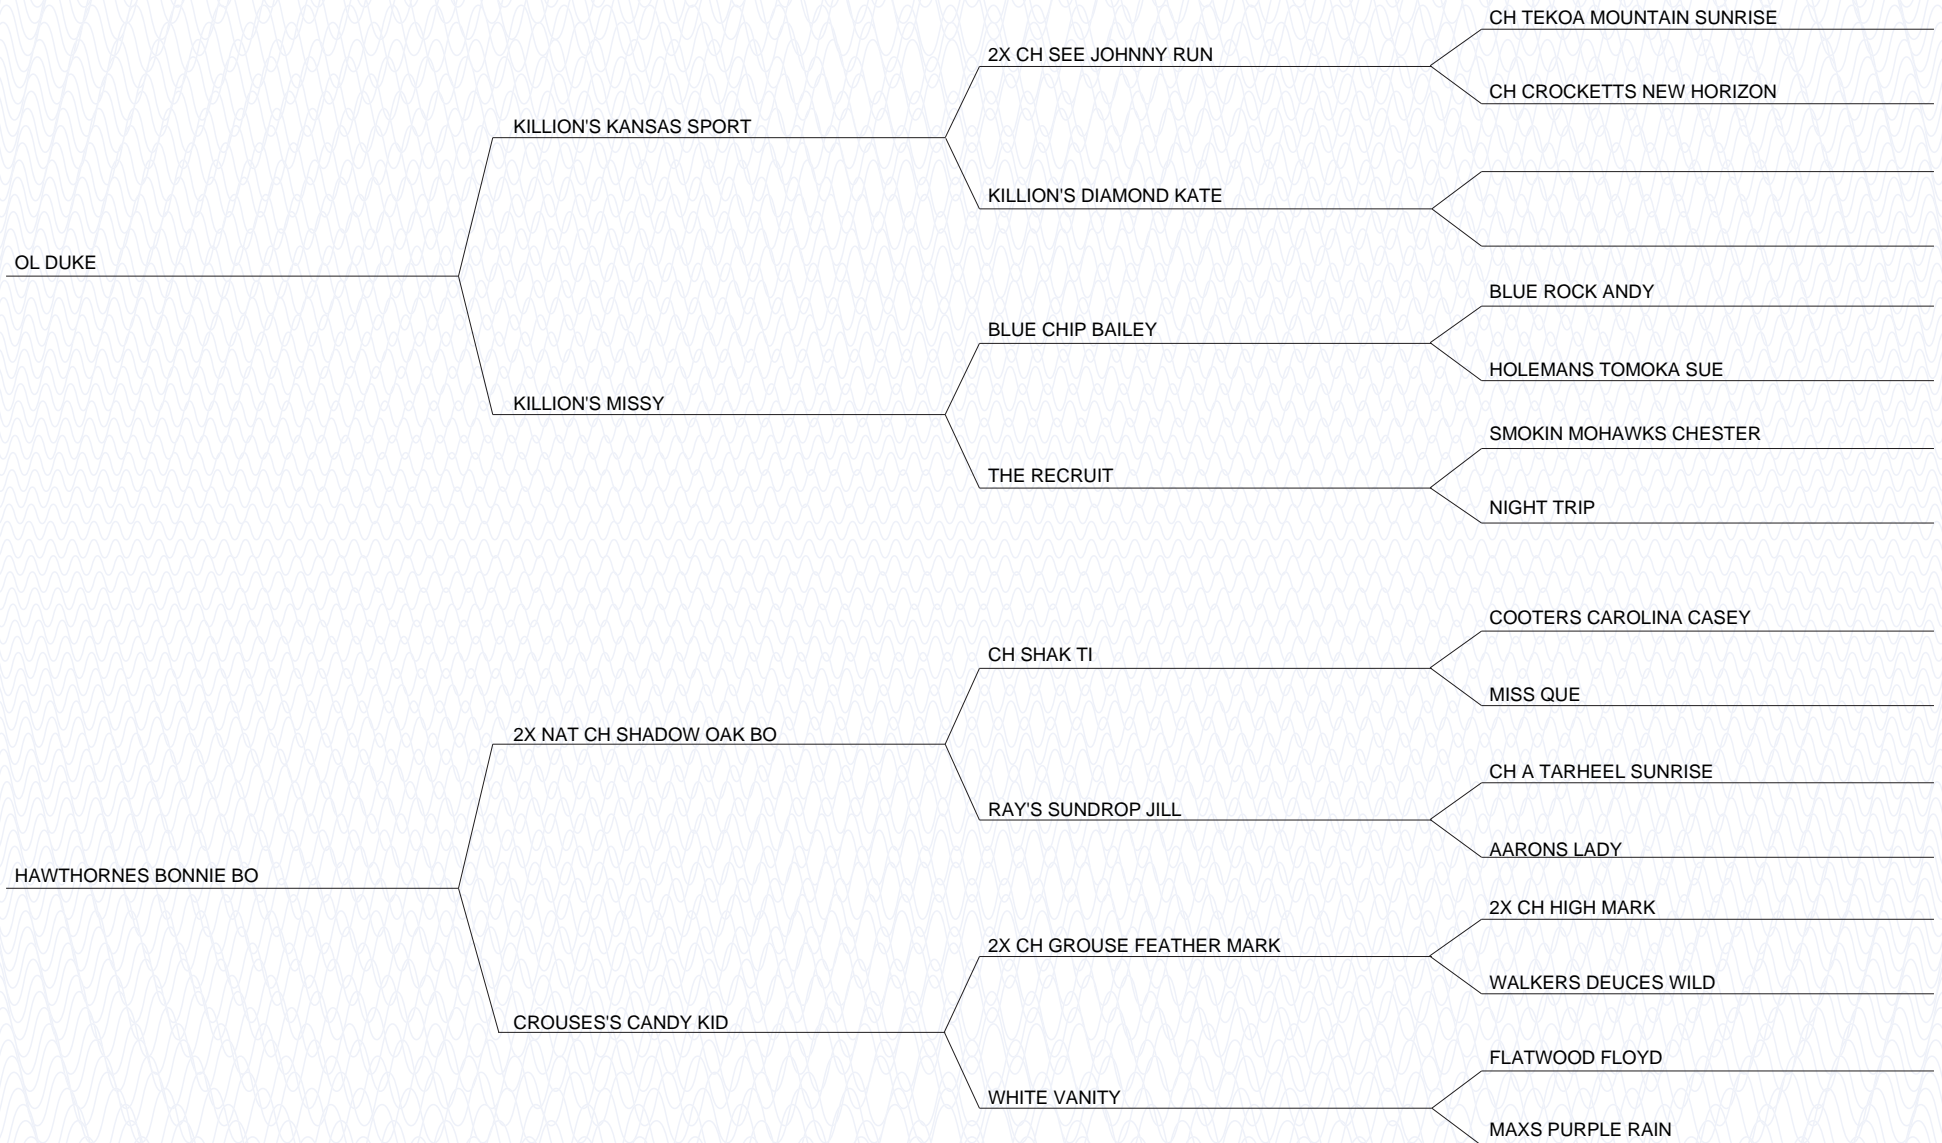 CH TEKOA MOUNTAIN SUNRISE
2X CH SEE JOHNNY RUN
CH CROCKETTS NEW HORIZON
KILLION'S KANSAS SPORT
KILLION'S DIAMOND KATE
OL DUKE
BLUE ROCK ANDY
BLUE CHIP BAILEY
HOLEMANS TOMOKA SUE
KILLION'S MISSY
SMOKIN MOHAWKS CHESTER
THE RECRUIT
NIGHT TRIP
COOTERS CAROLINA CASEY
CH SHAK TI
MISS QUE
2X NAT CH SHADOW OAK BO
CH A TARHEEL SUNRISE
RAY'S SUNDROP JILL
AARONS LADY
HAWTHORNES BONNIE BO
2X CH HIGH MARK
2X CH GROUSE FEATHER MARK
WALKERS DEUCES WILD
CROUSES'S CANDY KID
FLATWOOD FLOYD
WHITE VANITY
MAXS PURPLE RAIN